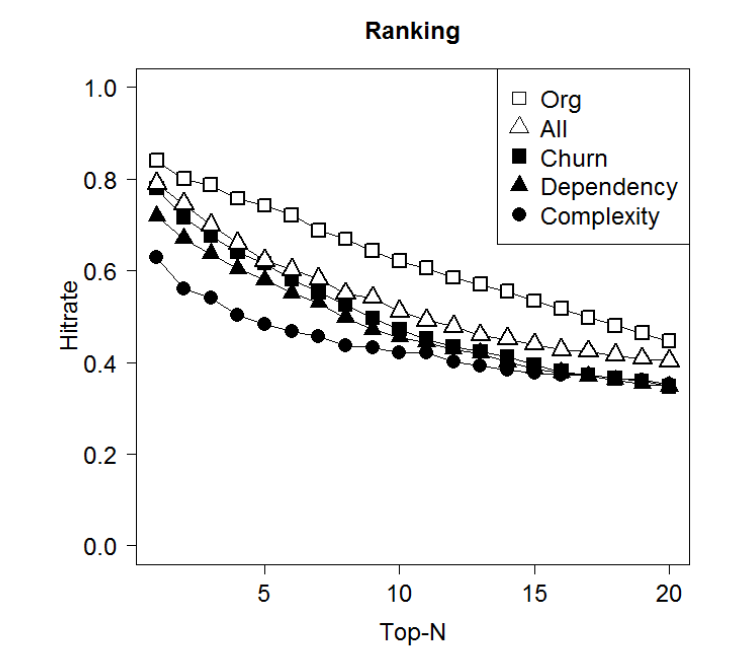 Ranking
Org
All
Churn
Dependency
Complexity
Hitrate
1.0
0.8
0.6
0.4
0.2
0.0
5 10 15 20
Top-N